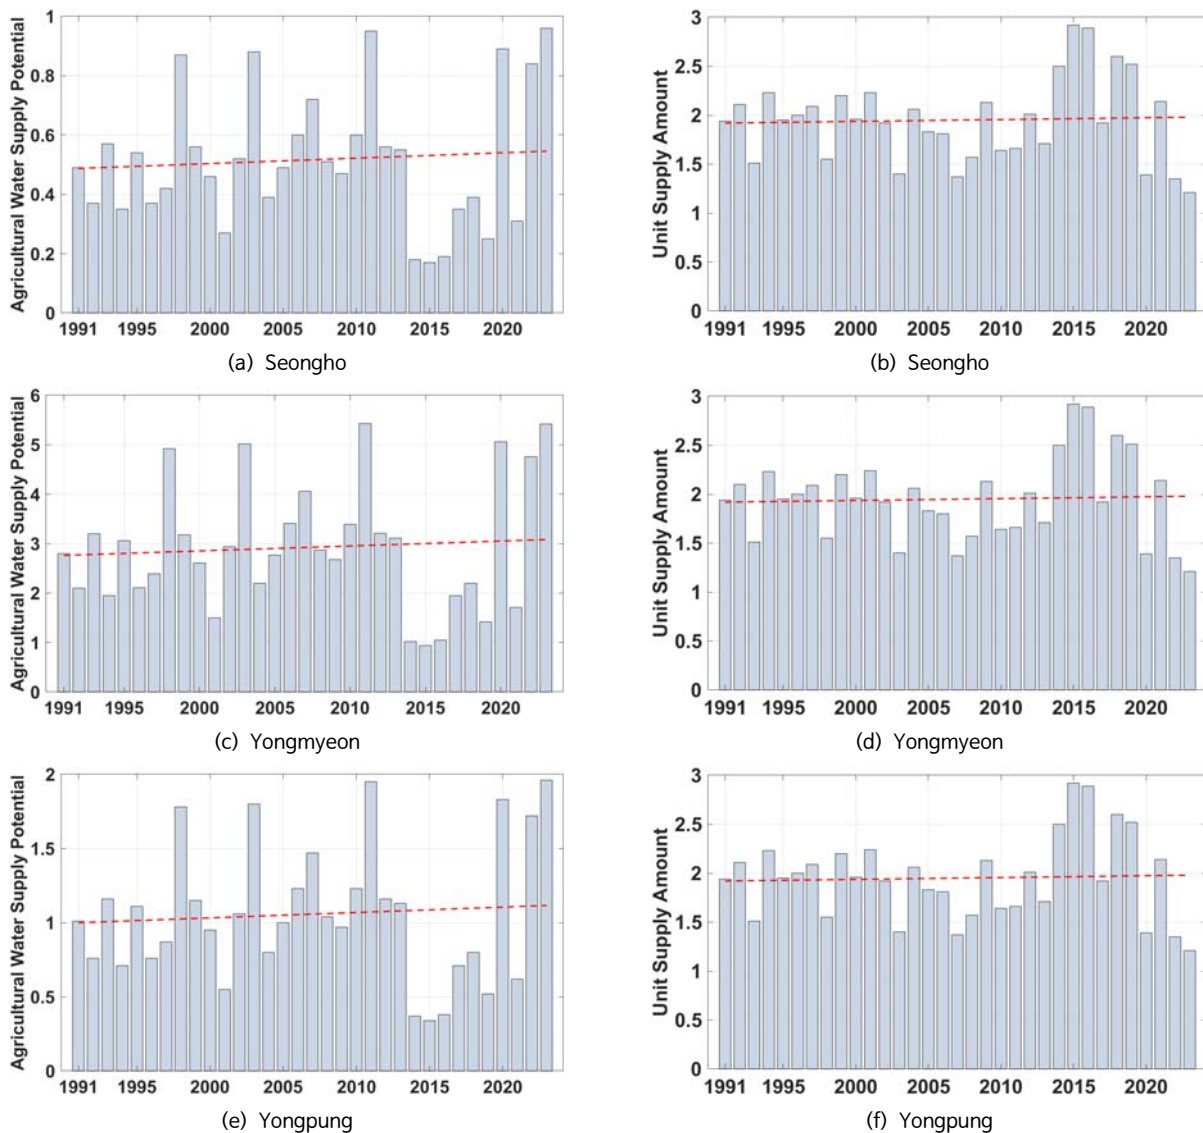 Agricultural Water Supply Potential
1
0.8
0.6
0.4
0.2
0
1991 1995 2000 2005 2010 2015 2020
(a) Seongho
Unit Supply Amount
3
2.5
2
1.5
1
0.5
0
1991 1995 2000 2005 2010 2015 2020
(b) Seongho
Agricultural Water Supply Potential
6
5
4
3
2
1
0
1991 1995 2000 2005 2010 2015 2020
(c) Yongmyeon
Unit Supply Amount
3
2.5
2
1.5
1
0.5
0
1991 1995 2000 2005 2010 2015 2020
(d) Yongmyeon
Agricultural Water Supply Potential
2
1.5
1
0.5
0
1991 1995 2000 2005 2010 2015 2020
(e) Yongpung
Unit Supply Amount
3
2.5
2
1.5
1
0.5
0
1991 1995 2000 2005 2010 2015 2020
(f) Yongpung